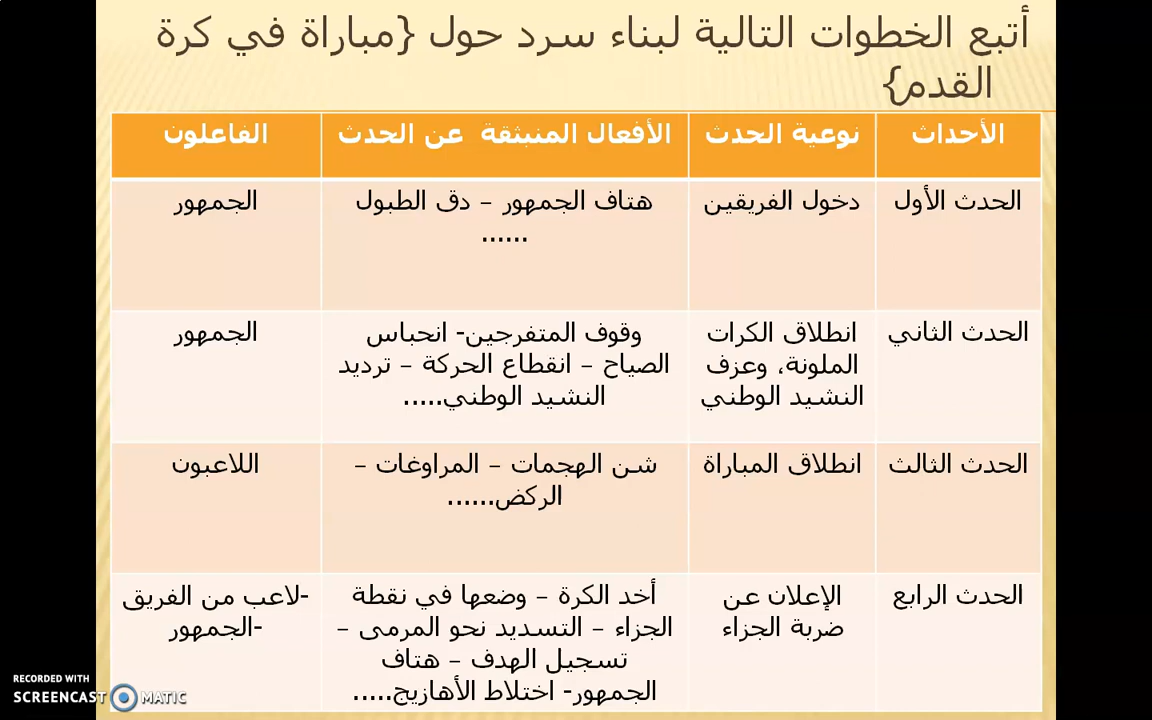 أتبع الخطوات التالية لبناء سرد حول {مباراة في كرة
القدم}
الأحداث
نوعية الحدث
الأفعال المنبثقة عن الحدث
الفاعلون
الحدث الأول
دخول الفريقين
هتاف الجمهور – دق الطبول
......
الجمهور
الحدث الثاني
انطلاق الكرات
الملونة، وعزف
النشيد الوطني
وقوف المتفرجين- انحباس
الصياح – انقطاع الحركة – ترديد
النشيد الوطني.....
الجمهور
الحدث الثالث
انطلاق المباراة
شن الهجمات – المراوغات –
الركض......
اللاعبون
الحدث الرابع
الإعلان عن
ضربة الجزاء
أخد الكرة – وضعها في نقطة
الجزاء – التسديد نحو المرمى –
تسجيل الهدف – هتاف
الجمهور- اختلاط الأهازيج.....
-لاعب من الفريق
-الجمهور
RECORDED WITH
SCREENCAST MATIC